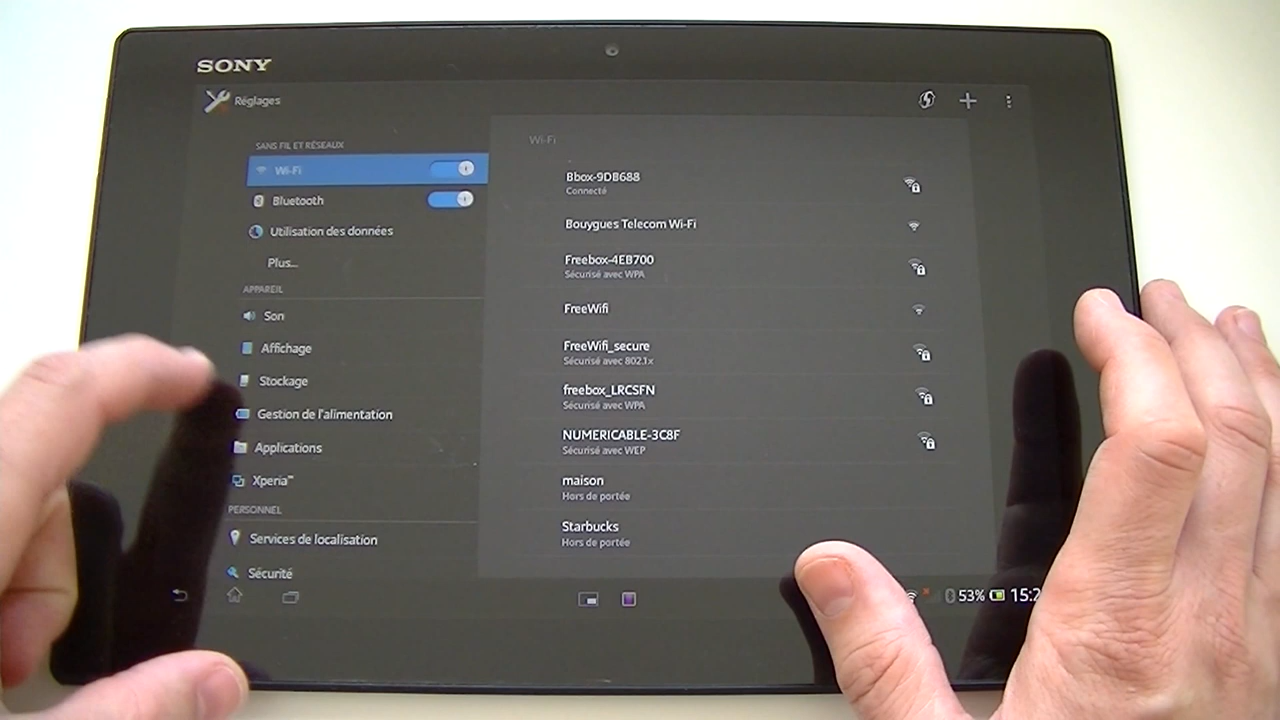 SONY
Réglages
SANS FIL ET RÉSEAUX
Wi-Fi
Bluetooth
Utilisation des données
Plus...
APPAREIL
Son
Affichage
Stockage
Gestion de l'alimentation
Applications
Xperia™
PERSONNEL
Services de localisation
Sécurité
Wi-Fi
Bbox-9DB688
Connecté
Bouygues Telecom Wi-Fi
Freebox-4EB700
Sécurisé avec WPA
FreeWifi
FreeWifi_secure
Sécurisé avec 802.1x
freebox_LRCSFN
Sécurisé avec WPA
NUMERICABLE-3C8F
Sécurisé avec WEP
maison
Hors de portée
Starbucks
Hors de portée
53%